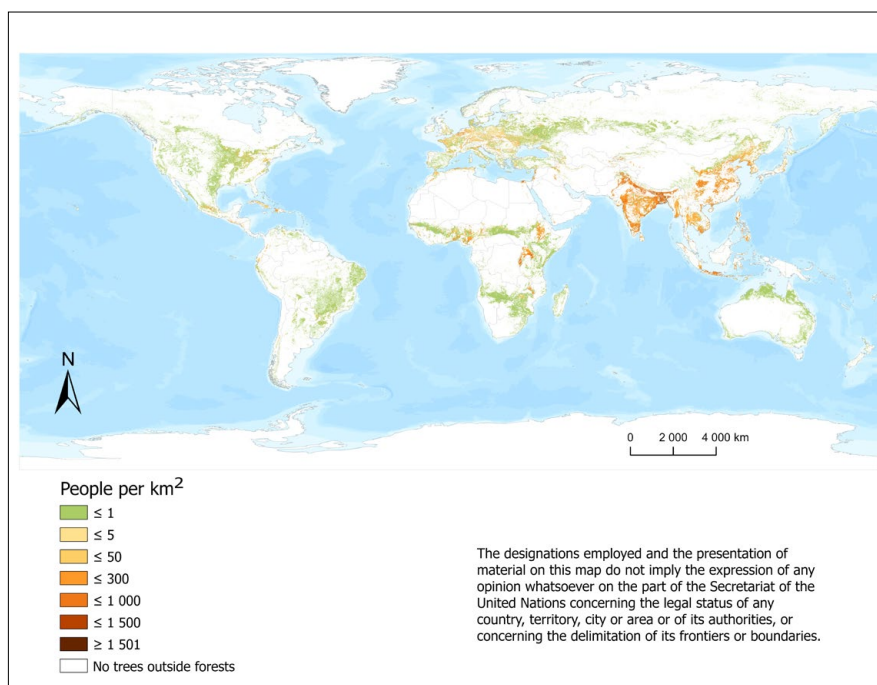 N
0 2 000 4 000 km
People per km²
≤ 1
≤ 5
≤ 50
≤ 300
≤ 1 000
≤ 1 500
≥ 1 501
No trees outside forests
The designations employed and the presentation of
material on this map do not imply the expression of any
opinion whatsoever on the part of the Secretariat of the
United Nations concerning the legal status of any
country, territory, city or area or of its authorities, or
concerning the delimitation of its frontiers or boundaries.